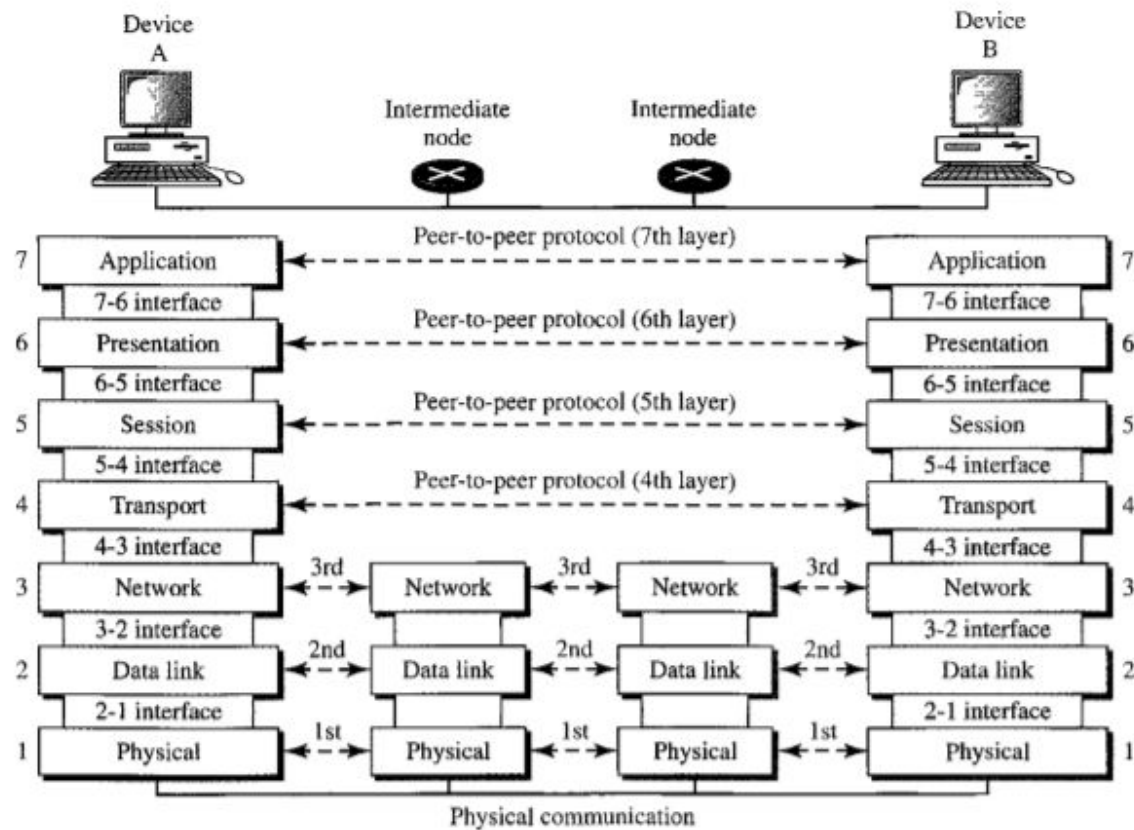 Device
A
Device
B
Intermediate
node
Intermediate
node
Peer-to-peer protocol (7th layer)
7 Application Application 7
7-6 interface 7-6 interface
Peer-to-peer protocol (6th layer)
6 Presentation Presentation 6
6-5 interface 6-5 interface
Peer-to-peer protocol (5th layer)
5 Session Session 5
5-4 interface 5-4 interface
Peer-to-peer protocol (4th layer)
4 Transport Transport 4
4-3 interface 4-3 interface
3 Network 3rd Network 3rd Network 3rd Network 3
3-2 interface 3-2 interface
2 Data link 2nd Data link 2nd Data link 2nd Data link 2
2-1 interface 2-1 interface
1 Physical 1st Physical 1st Physical 1st Physical 1
Physical communication